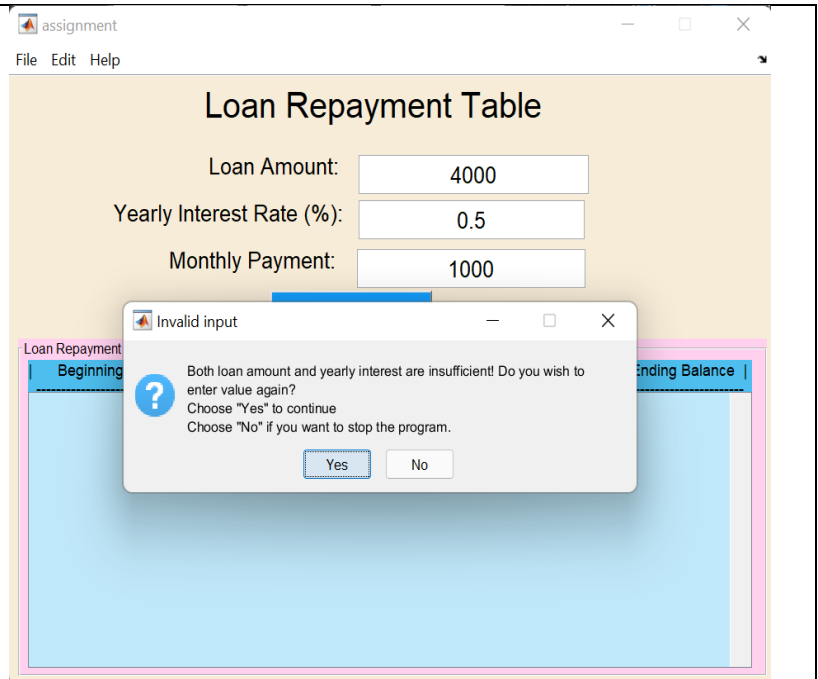 assignment
File Edit Help
Loan Repayment Table
Loan Amount: 4000
Yearly Interest Rate (%): 0.5
Monthly Payment: 1000
Invalid input
Loan Repayment
| Beginning
Ending Balance |
Both loan amount and yearly interest are insufficient! Do you wish to
enter value again?
Choose "Yes" to continue
Choose "No" if you want to stop the program.
Yes No